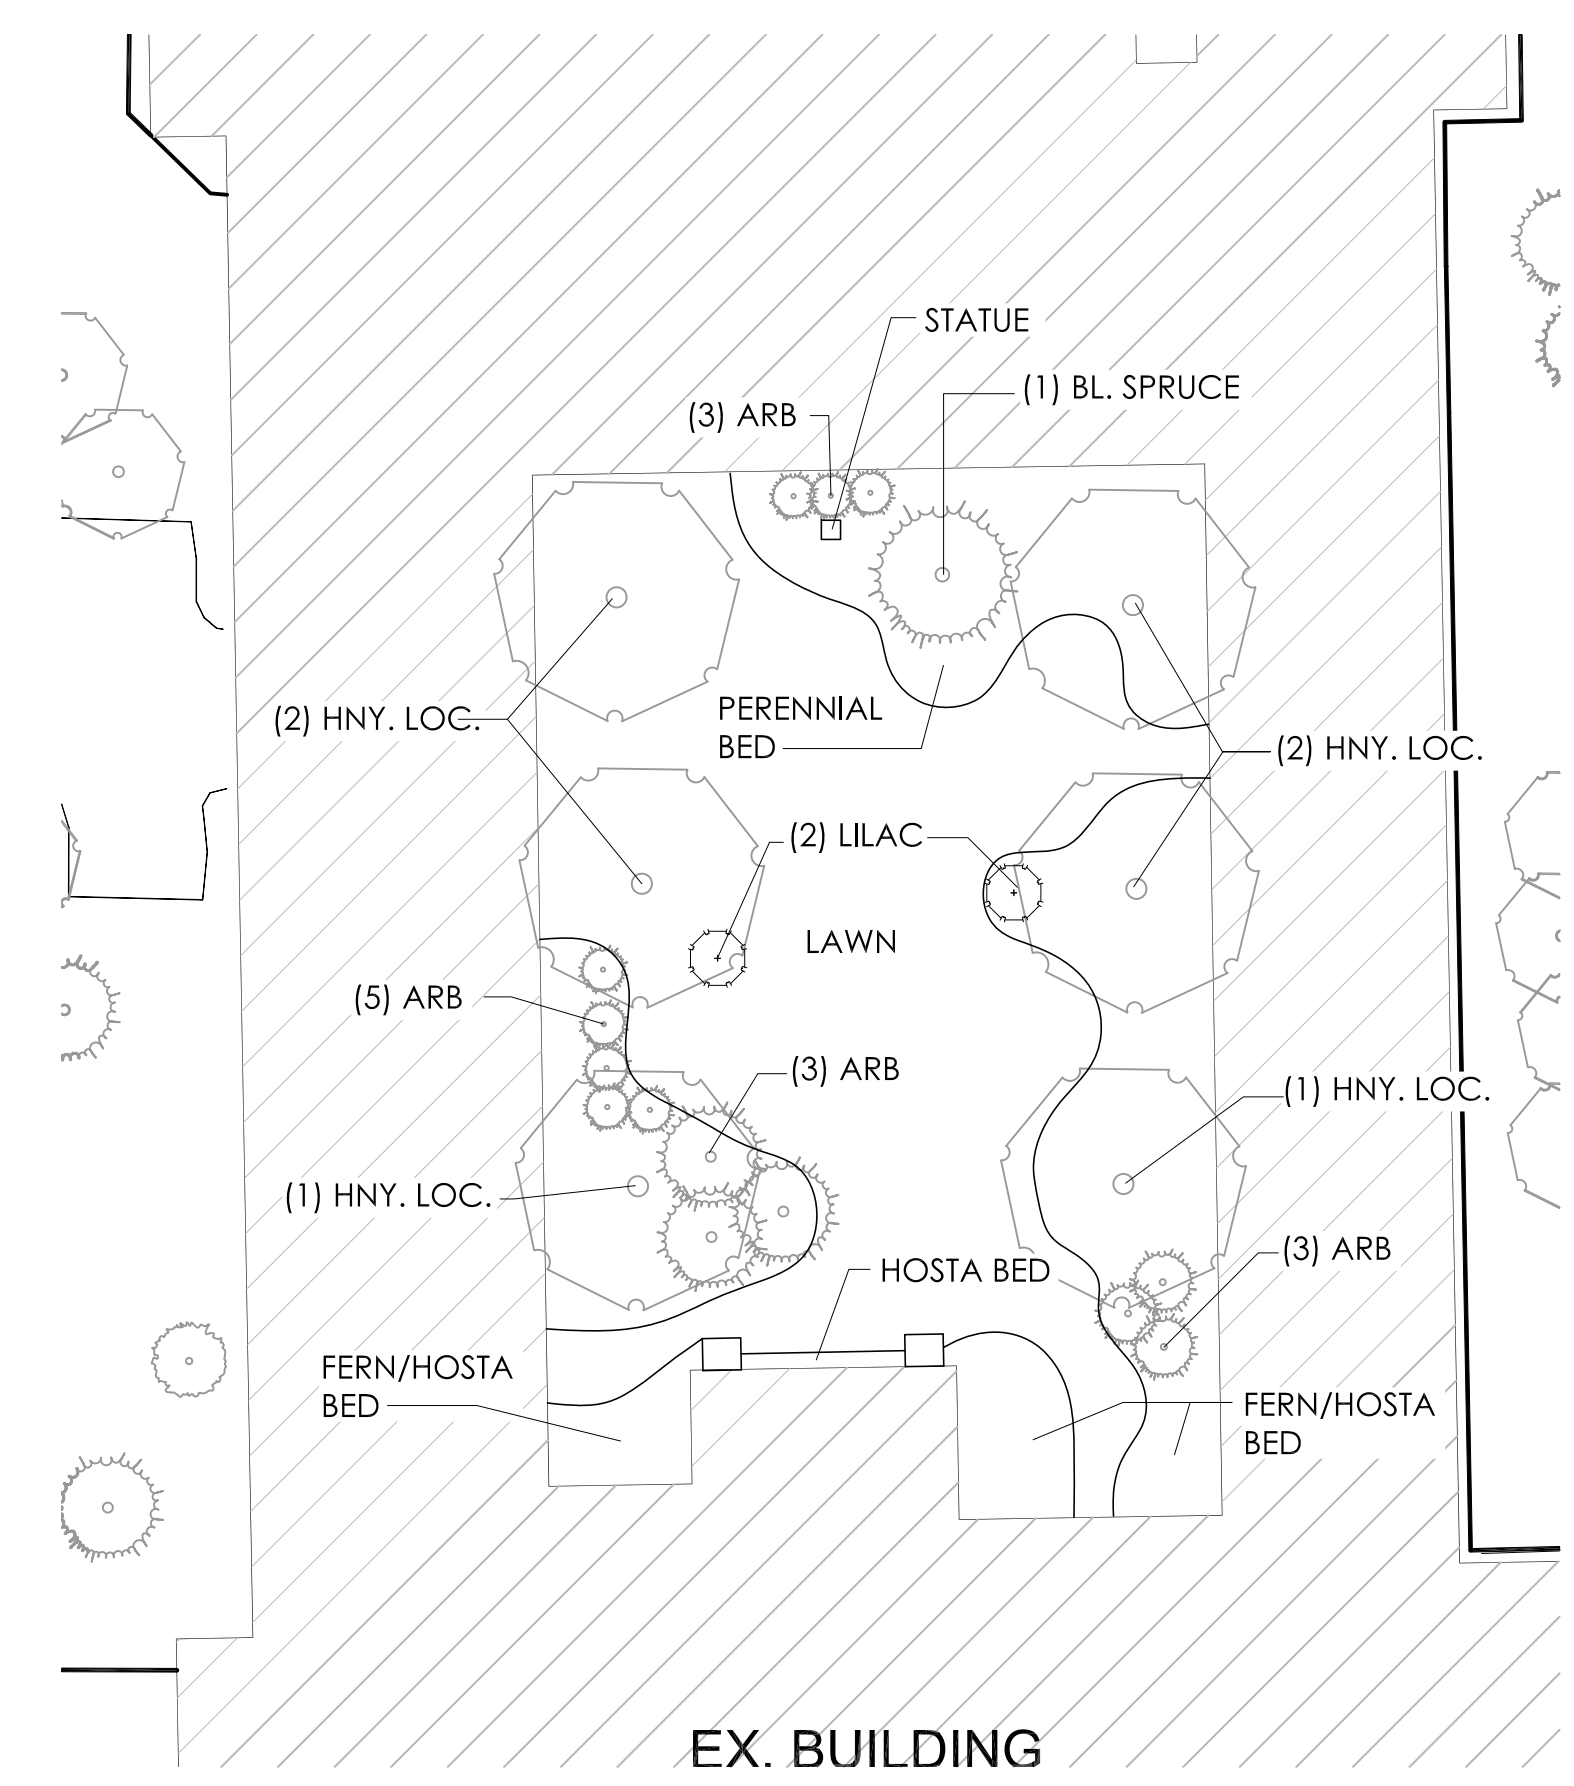 STATUE
(1) BL. SPRUCE
(3) ARB
(2) HNY. LOC.
PERENNIAL
BED
(2) HNY. LOC.
(2) LILAC
LAWN
(5) ARB
(3) ARB
(1) HNY. LOC.
(1) HNY. LOC.
(3) ARB
HOSTA BED
FERN/HOSTA
BED
FERN/HOSTA
BED
EX. BUILDING